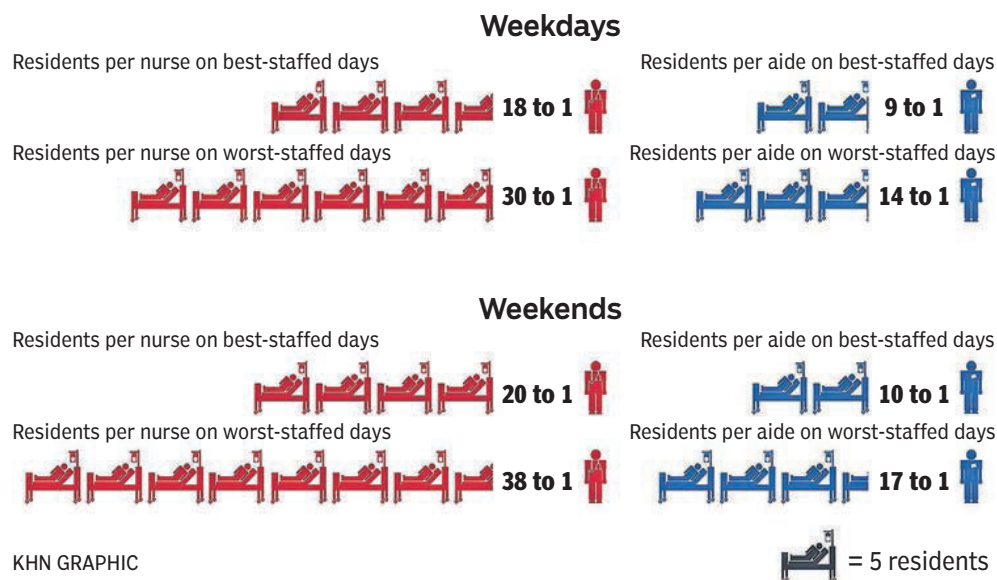 Weekdays
Residents per nurse on best-staffed days
18 to 1
Residents per aide on best-staffed days
9 to 1
Residents per nurse on worst-staffed days
30 to 1
Residents per aide on worst-staffed days
14 to 1
Weekends
Residents per nurse on best-staffed days
20 to 1
Residents per aide on best-staffed days
10 to 1
Residents per nurse on worst-staffed days
38 to 1
Residents per aide on worst-staffed days
17 to 1
KHN GRAPHIC
= 5 residents